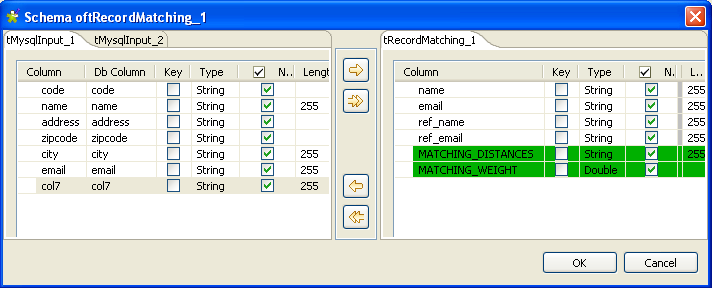 Schema oftRecordMatching_1
tMysqlInput_1 tMysqlInput_2
Column Db Column Key Type N.. Lengt
code code String
name name String 255
address address String
zipcode zipcode String
city city String 255
email email String 255
col7 col7 String 255
tRecordMatching_1
Column Key Type N. L...
name String 255
email String 255
ref_name String 255
ref_email String 255
MATCHING_DISTANCES String 255
MATCHING_WEIGHT Double
OK Cancel